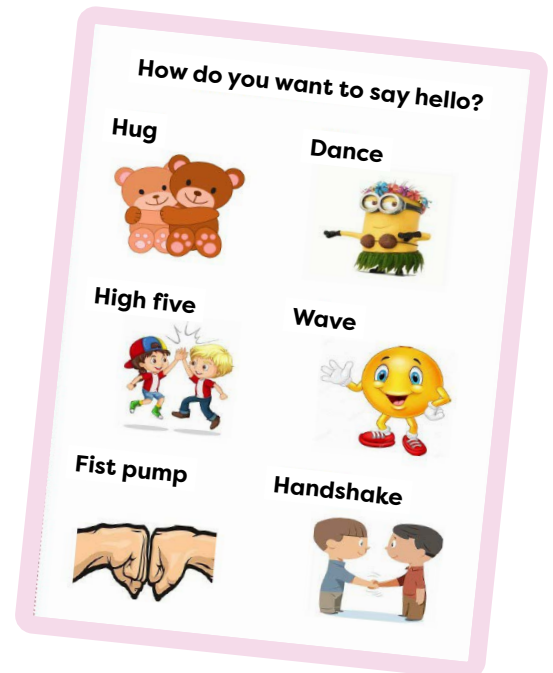 How do you want to say hello?
Hug
Dance
High five
Wave
Fist pump
Handshake